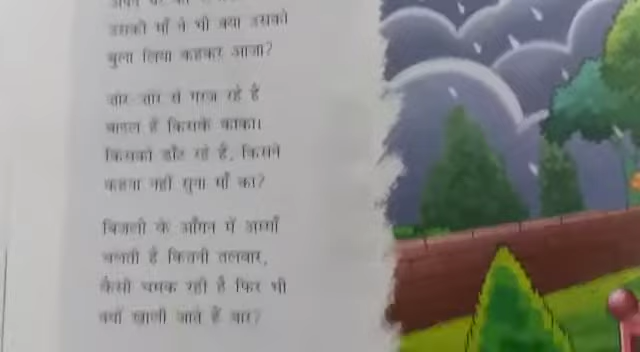 उसकी माँ ने भी क्या उसको
बुला लिया कहकर आजा?
जोर जोर से गरज रहे हैं
बादल हैं किसके काका।
किसको डाँट रहे हैं, किसने
कहना नहीं सुना माँ का?
बिजली के आँगन में अम्माँ
चलती है कितनी तलवार,
कैसी चमक रही है फिर भी
क्यों खाली जाते हैं वार?